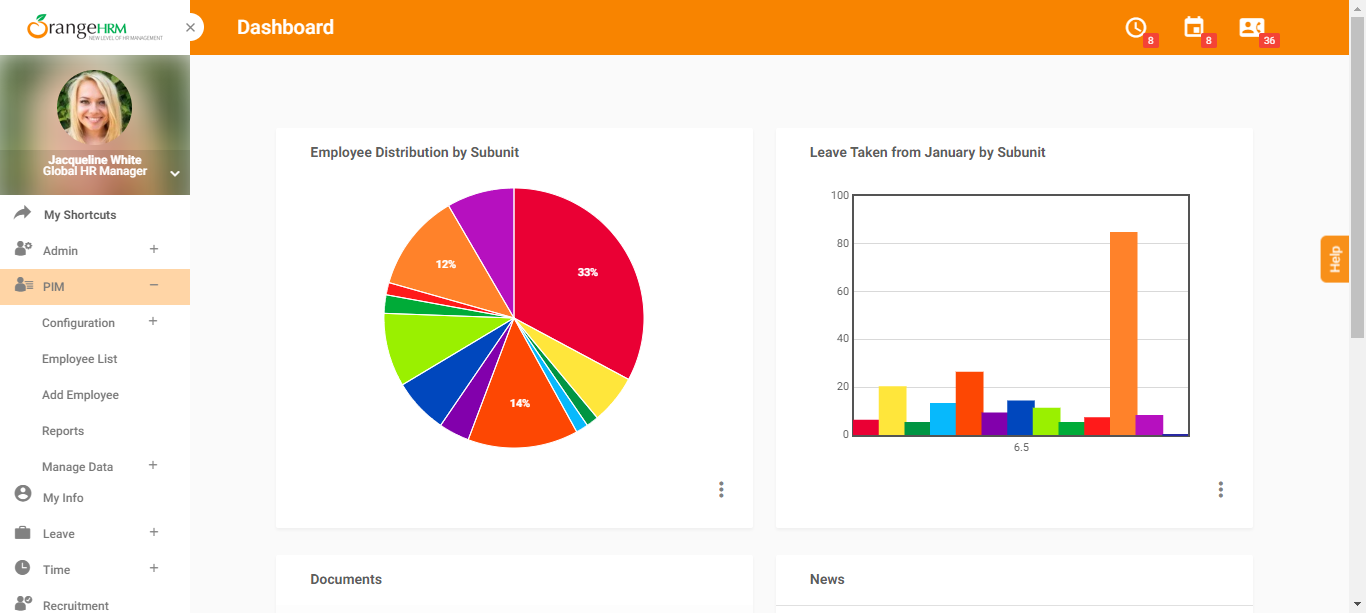 OrangeHRM
NEW LEVEL OF HR MANAGEMENT
Dashboard
8
8
36
Jacqueline White
Global HR Manager
My Shortcuts
Admin
PIM
Configuration
Employee List
Add Employee
Reports
Manage Data
My Info
Leave
Time
Recruitment
Employee Distribution by Subunit
33%
12%
14%
Leave Taken from January by Subunit
100
80
60
40
20
0
6.5
Help
Documents
News